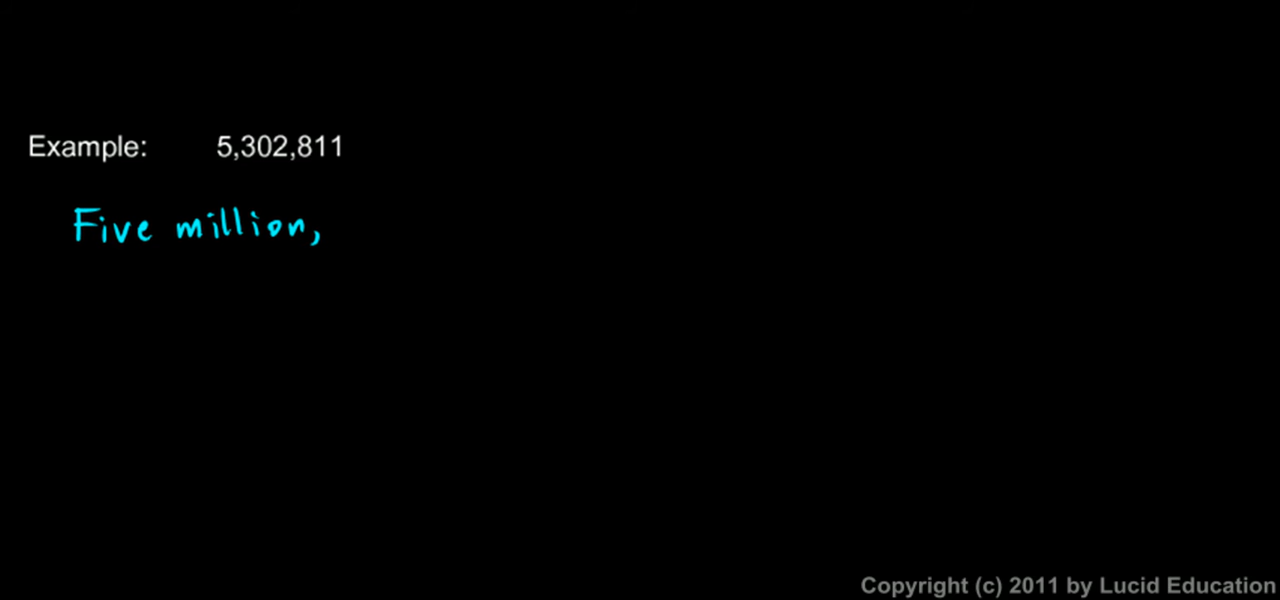 Example: 5,302,811
Five million,
Copyright (c) 2011 by Lucid Education